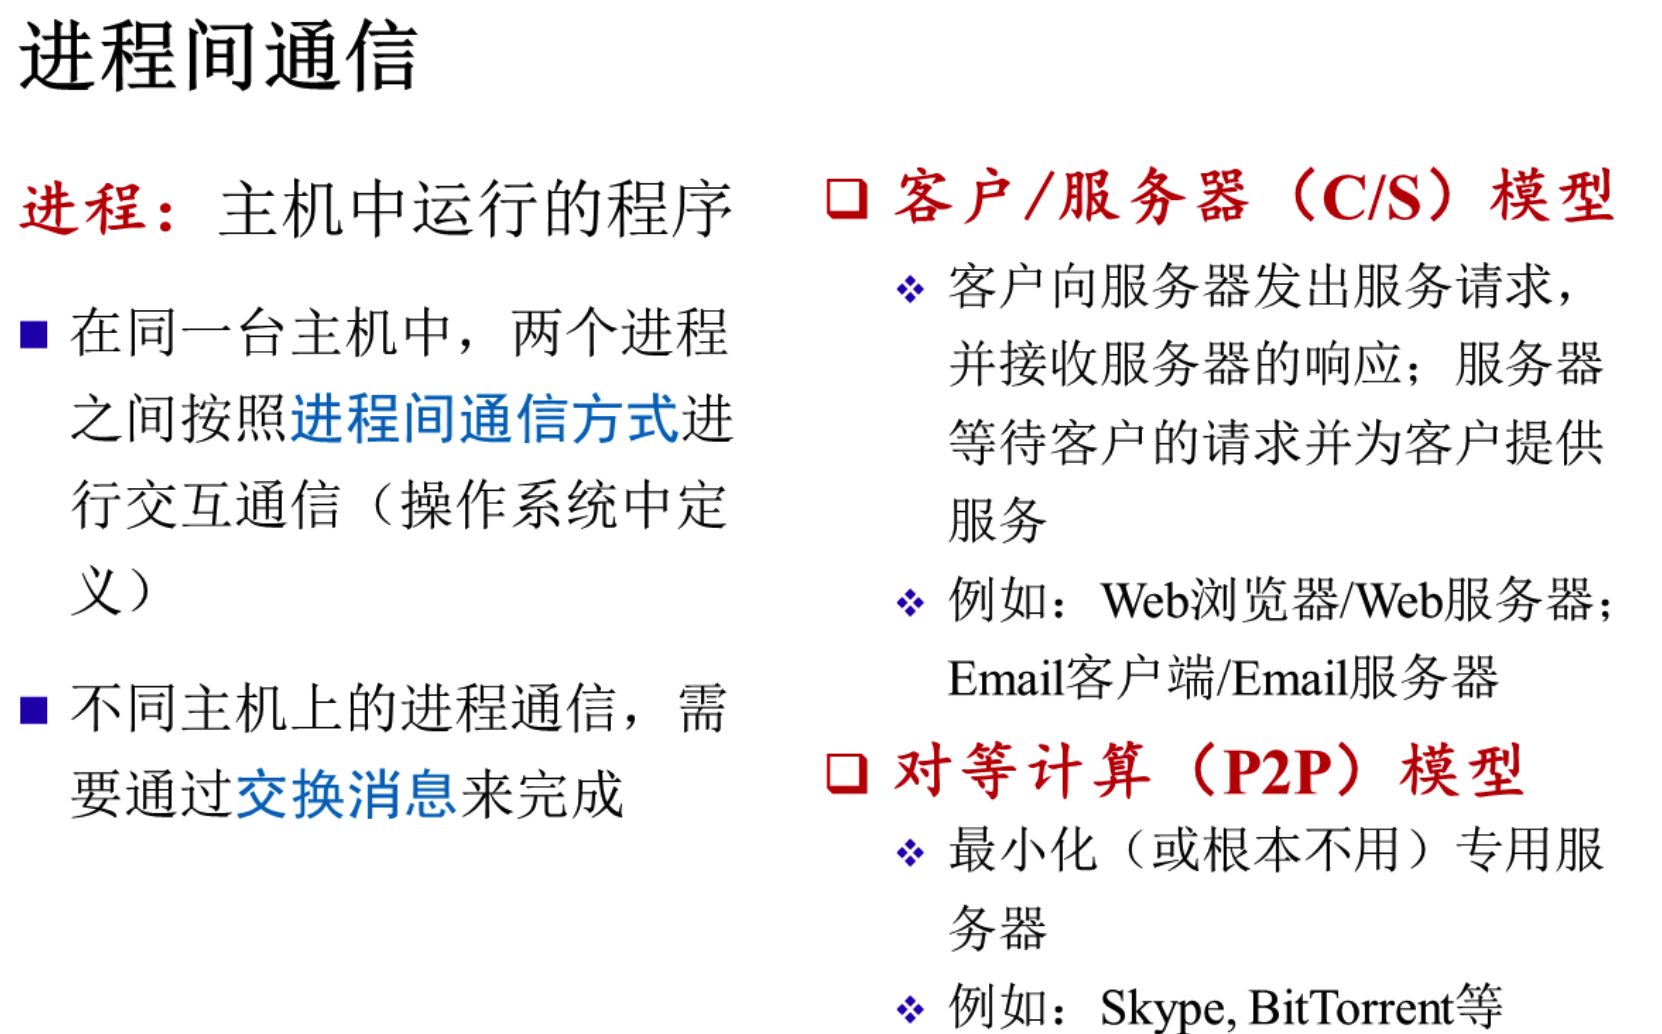 进程间通信
进程：主机中运行的程序
在同一台主机中，两个进程
之间按照进程间通信方式进
行交互通信（操作系统中定
义）
不同主机上的进程通信，需
要通过交换消息来完成
客户/服务器（C/S）模型
客户向服务器发出服务请求，
并接收服务器的响应；服务器
等待客户的请求并为客户提供
服务
例如：Web浏览器/Web服务器；
Email客户端/Email服务器
对等计算（P2P）模型
最小化（或根本不用）专用服
务器
例如：Skype, BitTorrent等